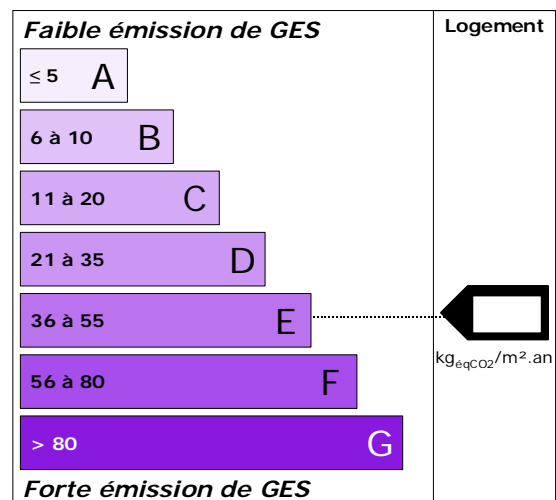 Faible émission de GES
Logement
≤ 5 A
6 à 10 B
11 à 20 C
21 à 35 D
36 à 55 E
kgéqCO2/m².an
56 à 80 F
> 80 G
Forte émission de GES